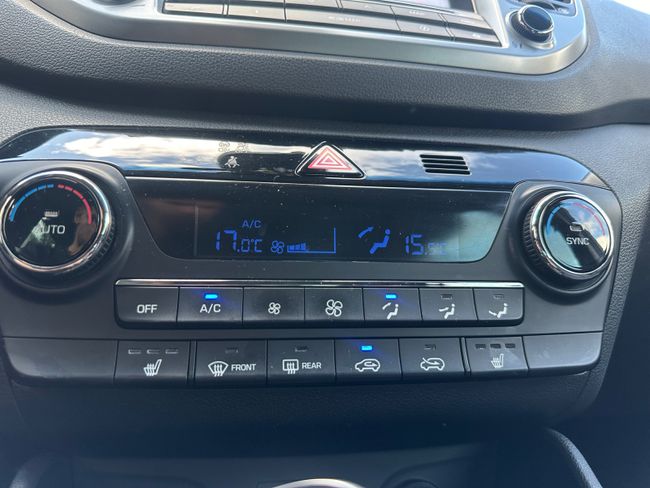 A/C
AUTO
17.0°C
15.5°C
SYNC
OFF
A/C
FRONT
REAR